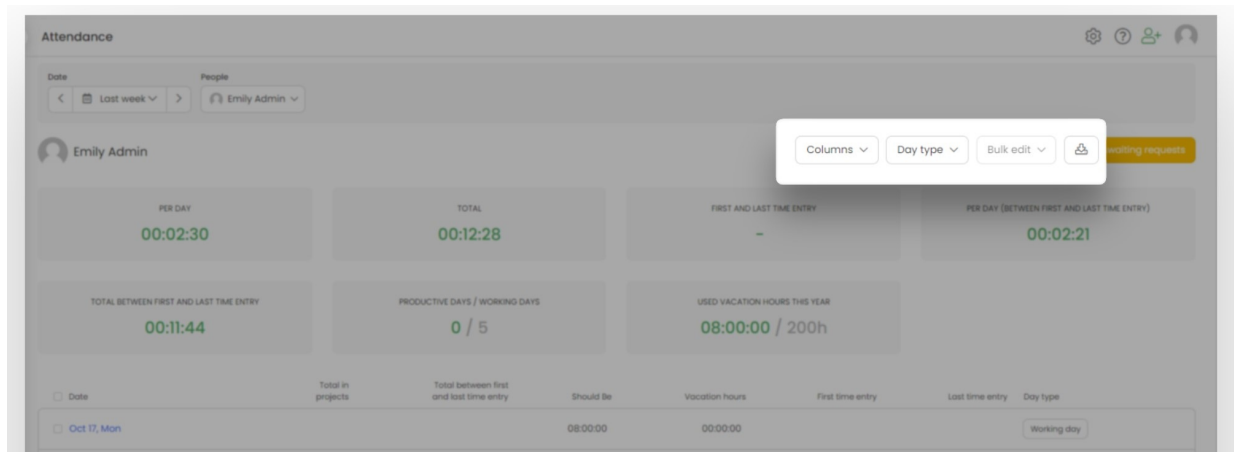 Attendance
Date
People
Last week
Emily Admin
Emily Admin
Columns
Day type
Bulk edit
waiting requests
PER DAY
TOTAL
FIRST AND LAST TIME ENTRY
PER DAY (BETWEEN FIRST AND LAST TIME ENTRY)
00:02:30
00:12:28
-
00:02:21
TOTAL BETWEEN FIRST AND LAST TIME ENTRY
PRODUCTIVE DAYS / WORKING DAYS
USED VACATION HOURS THIS YEAR
00:11:44
0 / 5
08:00:00 / 200h
Date
Total in
projects
Total between first
and last time entry
Should Be
Vacation hours
First time entry
Last time entry
Day type
Oct 17, Mon
08:00:00
00:00:00
Working day